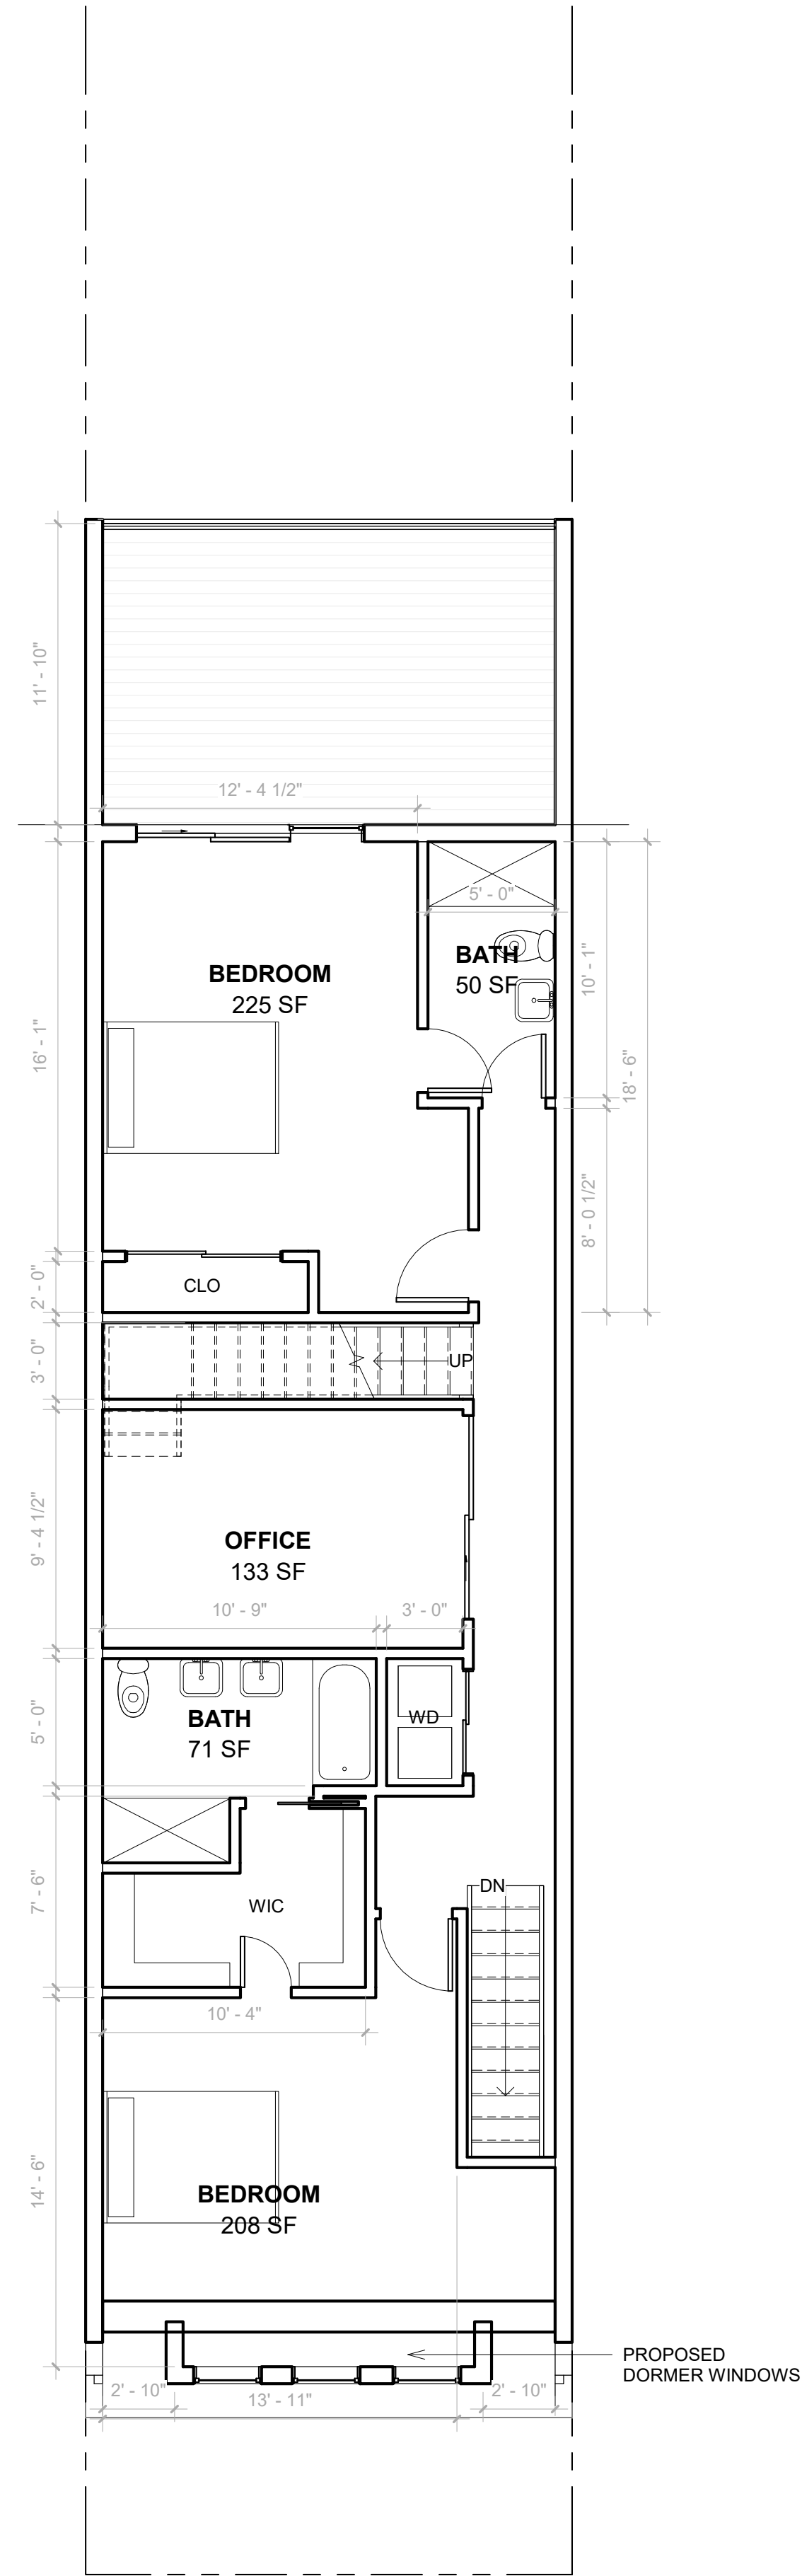 11' - 10"
12' - 4 1/2"
5' - 0"
BATH
50 SF
BEDROOM
225 SF
10' - 1"
16' - 1"
18' - 6"
8' - 0 1/2"
CLO
2' - 0"
3' - 0"
UP
9' - 4 1/2"
OFFICE
133 SF
10' - 9"
3' - 0"
5' - 0"
BATH
71 SF
WD
7' - 6"
WIC
DN
10' - 4"
14' - 6"
BEDROOM
208 SF
PROPOSED
DORMER WINDOWS
2' - 10"
13' - 11"
2' - 10"